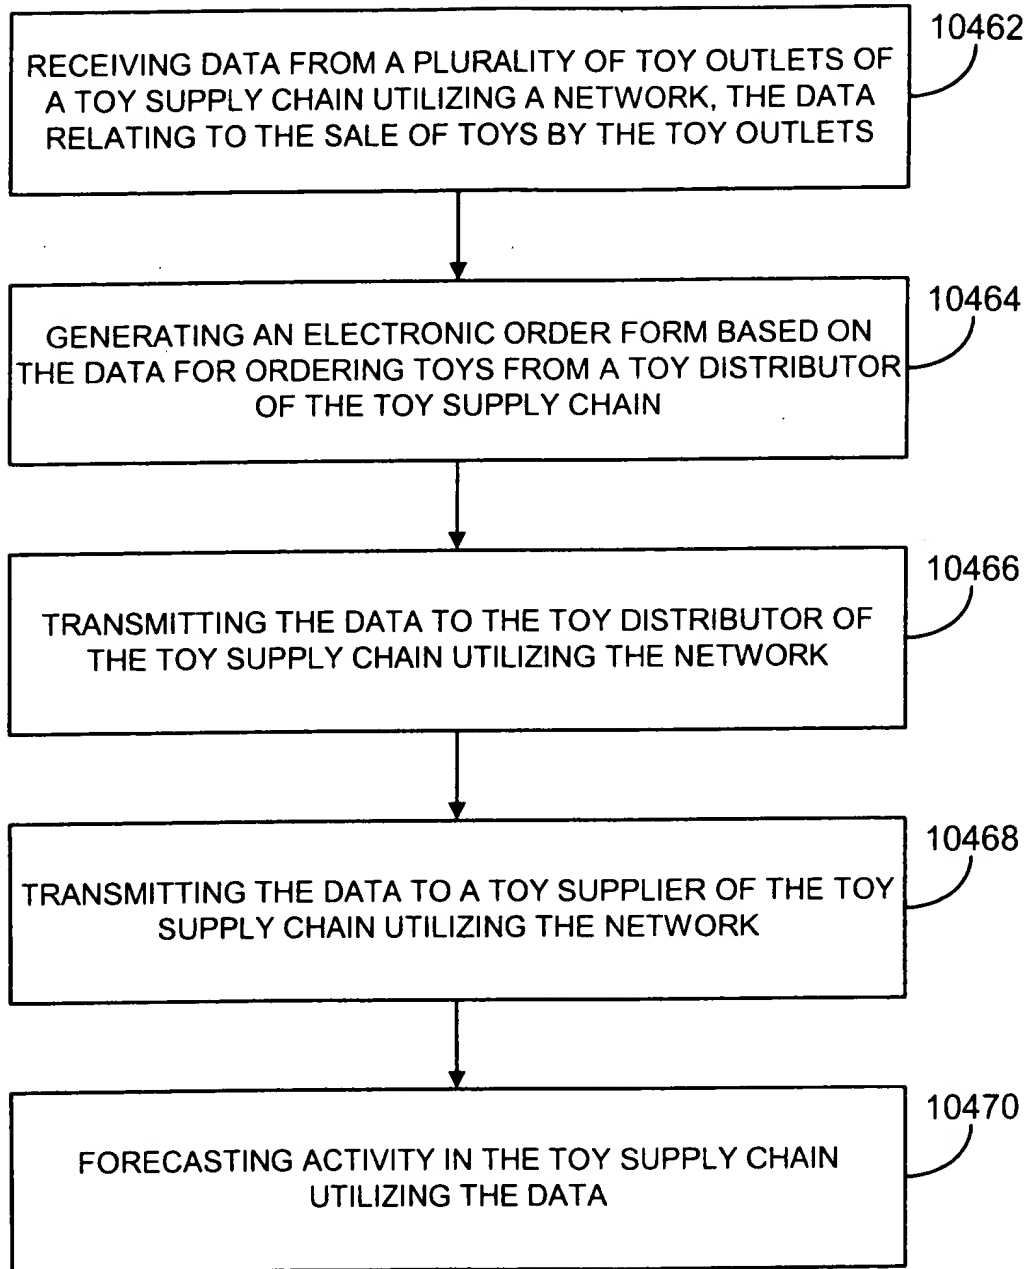 10462
RECEIVING DATA FROM A PLURALITY OF TOY OUTLETS OF
A TOY SUPPLY CHAIN UTILIZING A NETWORK, THE DATA
RELATING TO THE SALE OF TOYS BY THE TOY OUTLETS
10464
GENERATING AN ELECTRONIC ORDER FORM BASED ON
THE DATA FOR ORDERING TOYS FROM A TOY DISTRIBUTOR
OF THE TOY SUPPLY CHAIN
10466
TRANSMITTING THE DATA TO THE TOY DISTRIBUTOR OF
THE TOY SUPPLY CHAIN UTILIZING THE NETWORK
10468
TRANSMITTING THE DATA TO A TOY SUPPLIER OF THE TOY
SUPPLY CHAIN UTILIZING THE NETWORK
10470
FORECASTING ACTIVITY IN THE TOY SUPPLY CHAIN
UTILIZING THE DATA